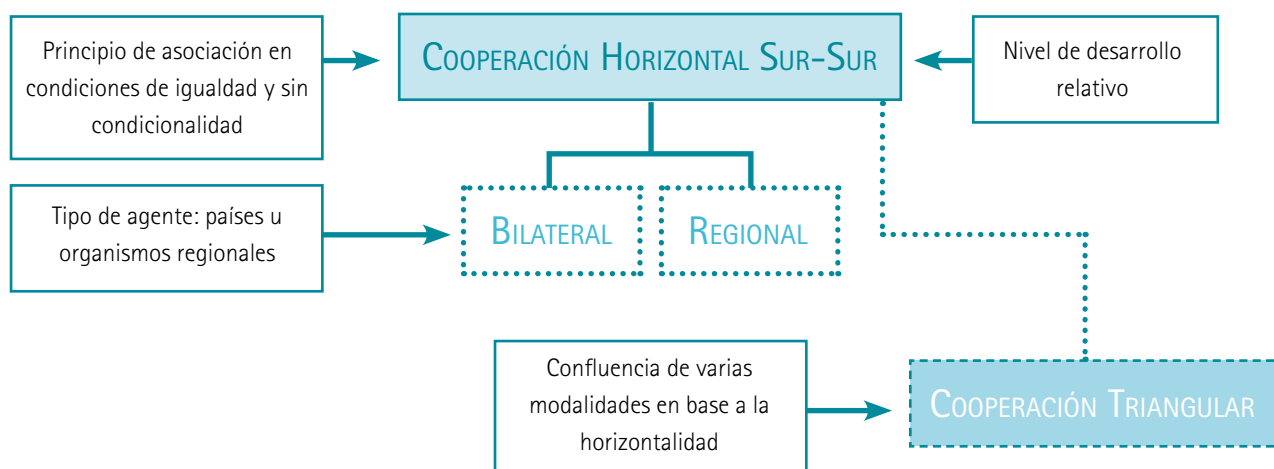 Principio de asociación en
condiciones de igualdad y sin
condicionalidad
COOPERACIÓN HORIZONTAL SUR-SUR
Nivel de desarrollo
relativo
Tipo de agente: países u
organismos regionales
BILATERAL
REGIONAL
Confluencia de varias
modalidades en base a la
horizontalidad
COOPERACIÓN TRIANGULAR